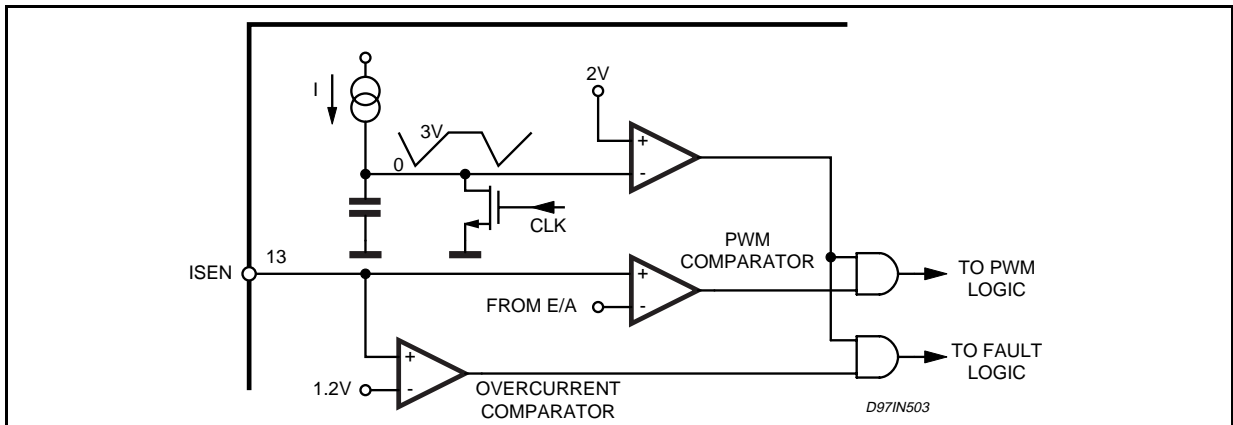 2V
I
3V
+
0
-
CLK
PWM
COMPARATOR
ISEN
13
+
TO PWM
LOGIC
FROM E/A
-
+
TO FAULT
LOGIC
1.2V
-
OVERCURRENT
COMPARATOR
D97IN503